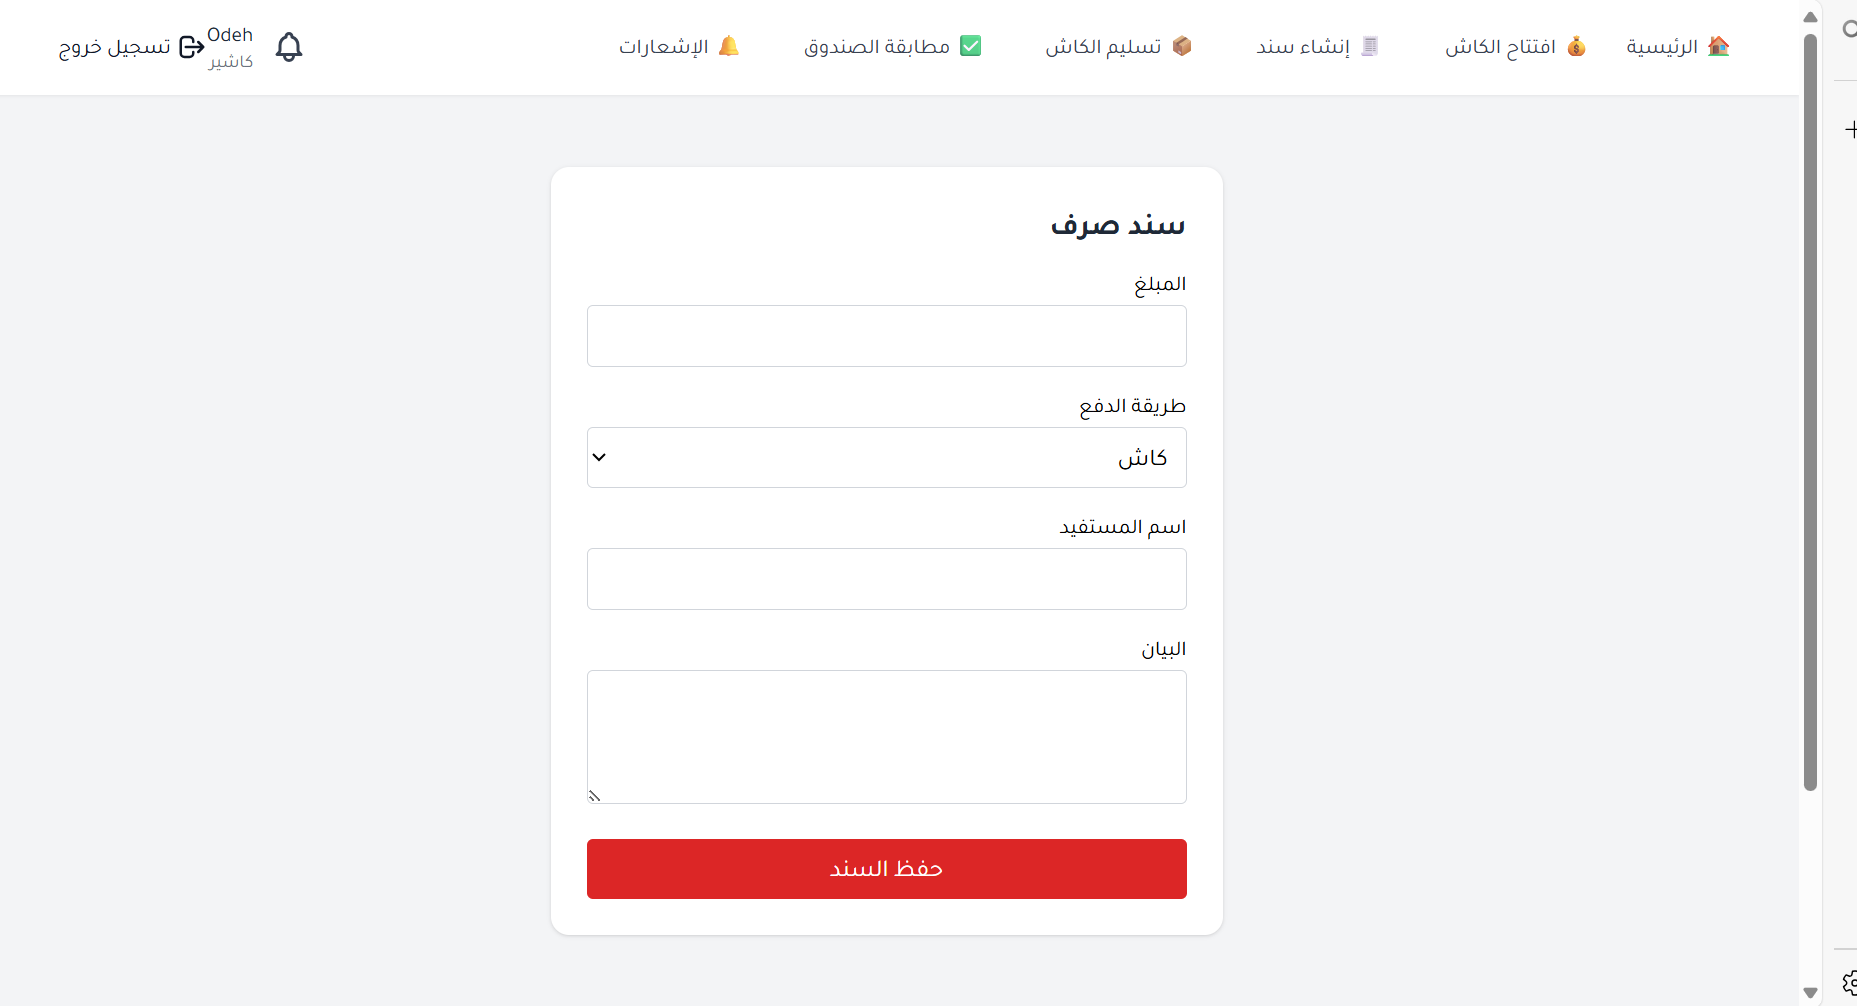 الرئيسية
افتتاح الكاش
إنشاء سند
تسليم الكاش
مطابقة الصندوق
الإشعارات
Odeh
كاشير
تسجيل خروج
سند صرف
المبلغ
طريقة الدفع
كاش
اسم المستفيد
البيان
حفظ السند